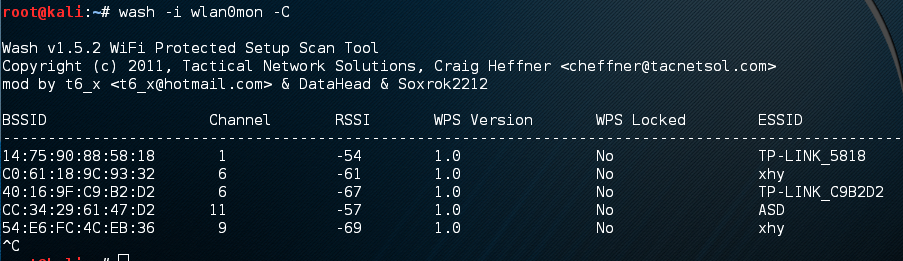 root@kali:~# wash -i wlan0mon -C
Wash v1.5.2 WiFi Protected Setup Scan Tool
Copyright (c) 2011, Tactical Network Solutions, Craig Heffner <cheffner@tacnetsol.com>
mod by t6_x <t6_x@hotmail.com> & DataHead & Soxrok2212
BSSID Channel RSSI WPS Version WPS Locked ESSID
---------------------------------------------------------------------------------------------------
14:75:90:88:58:18 1 -54 1.0 No TP-LINK_5818
C0:61:18:9C:93:32 6 -61 1.0 No xhy
40:16:9F:C9:B2:D2 6 -67 1.0 No TP-LINK_C9B2D2
CC:34:29:61:47:D2 11 -57 1.0 No ASD
54:E6:FC:4C:EB:36 9 -69 1.0 No xhy
^C
root@kali:~#